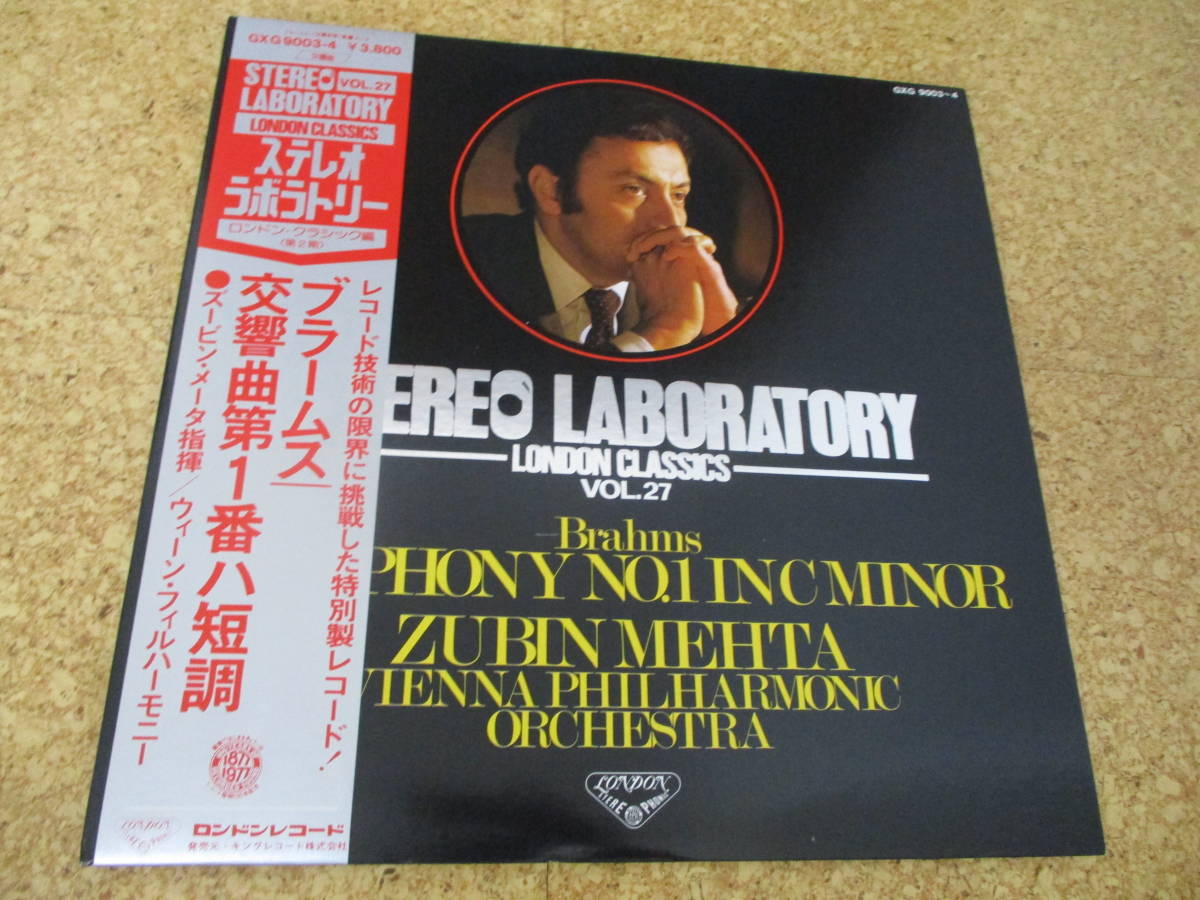 GXG9003-4 ¥3,800
STEREO VOL.27
LABORATORY
LONDON CLASSICS
ステレオ
ラボラトリー
ロンドン・クラシック編
(第2期)
レコード技術の限界に挑戦した特別製レコード!
ブラームス
交響曲第1番ハ短調
●ズービン・メータ指揮/ウィーン・フィルハーモニー
1877
1977
LONDON
ロンドンレコード
発売元・キングレコード株式会社
GXG 9003~4
EREO LABORATORY
LONDON CLASSICS
VOL.27
Brahms
PHONY NO.1 IN C MINOR
ZUBIN MEHTA
VIENNA PHILHARMONIC
ORCHESTRA
LONDON